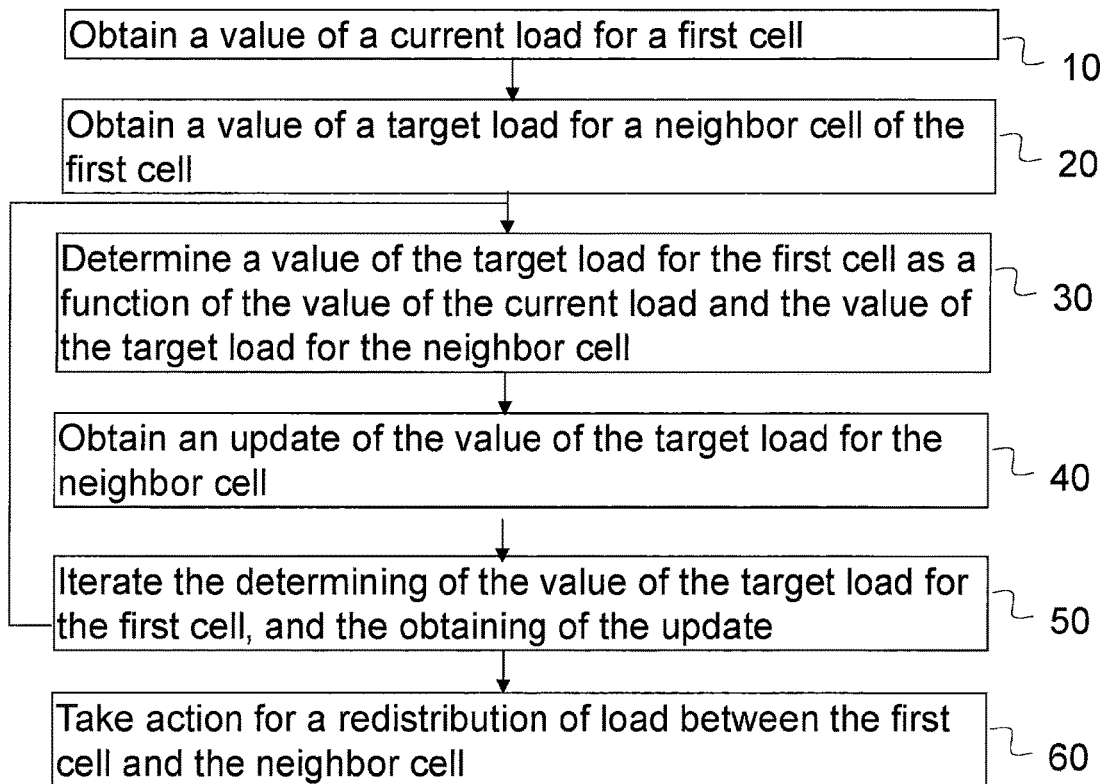 Obtain a value of a current load for a first cell
10
Obtain a value of a target load for a neighbor cell of the
first cell
20
Determine a value of the target load for the first cell as a
function of the value of the current load and the value of
the target load for the neighbor cell
30
Obtain an update of the value of the target load for the
neighbor cell
40
Iterate the determining of the value of the target load for
the first cell, and the obtaining of the update
50
Take action for a redistribution of load between the first
cell and the neighbor cell
60